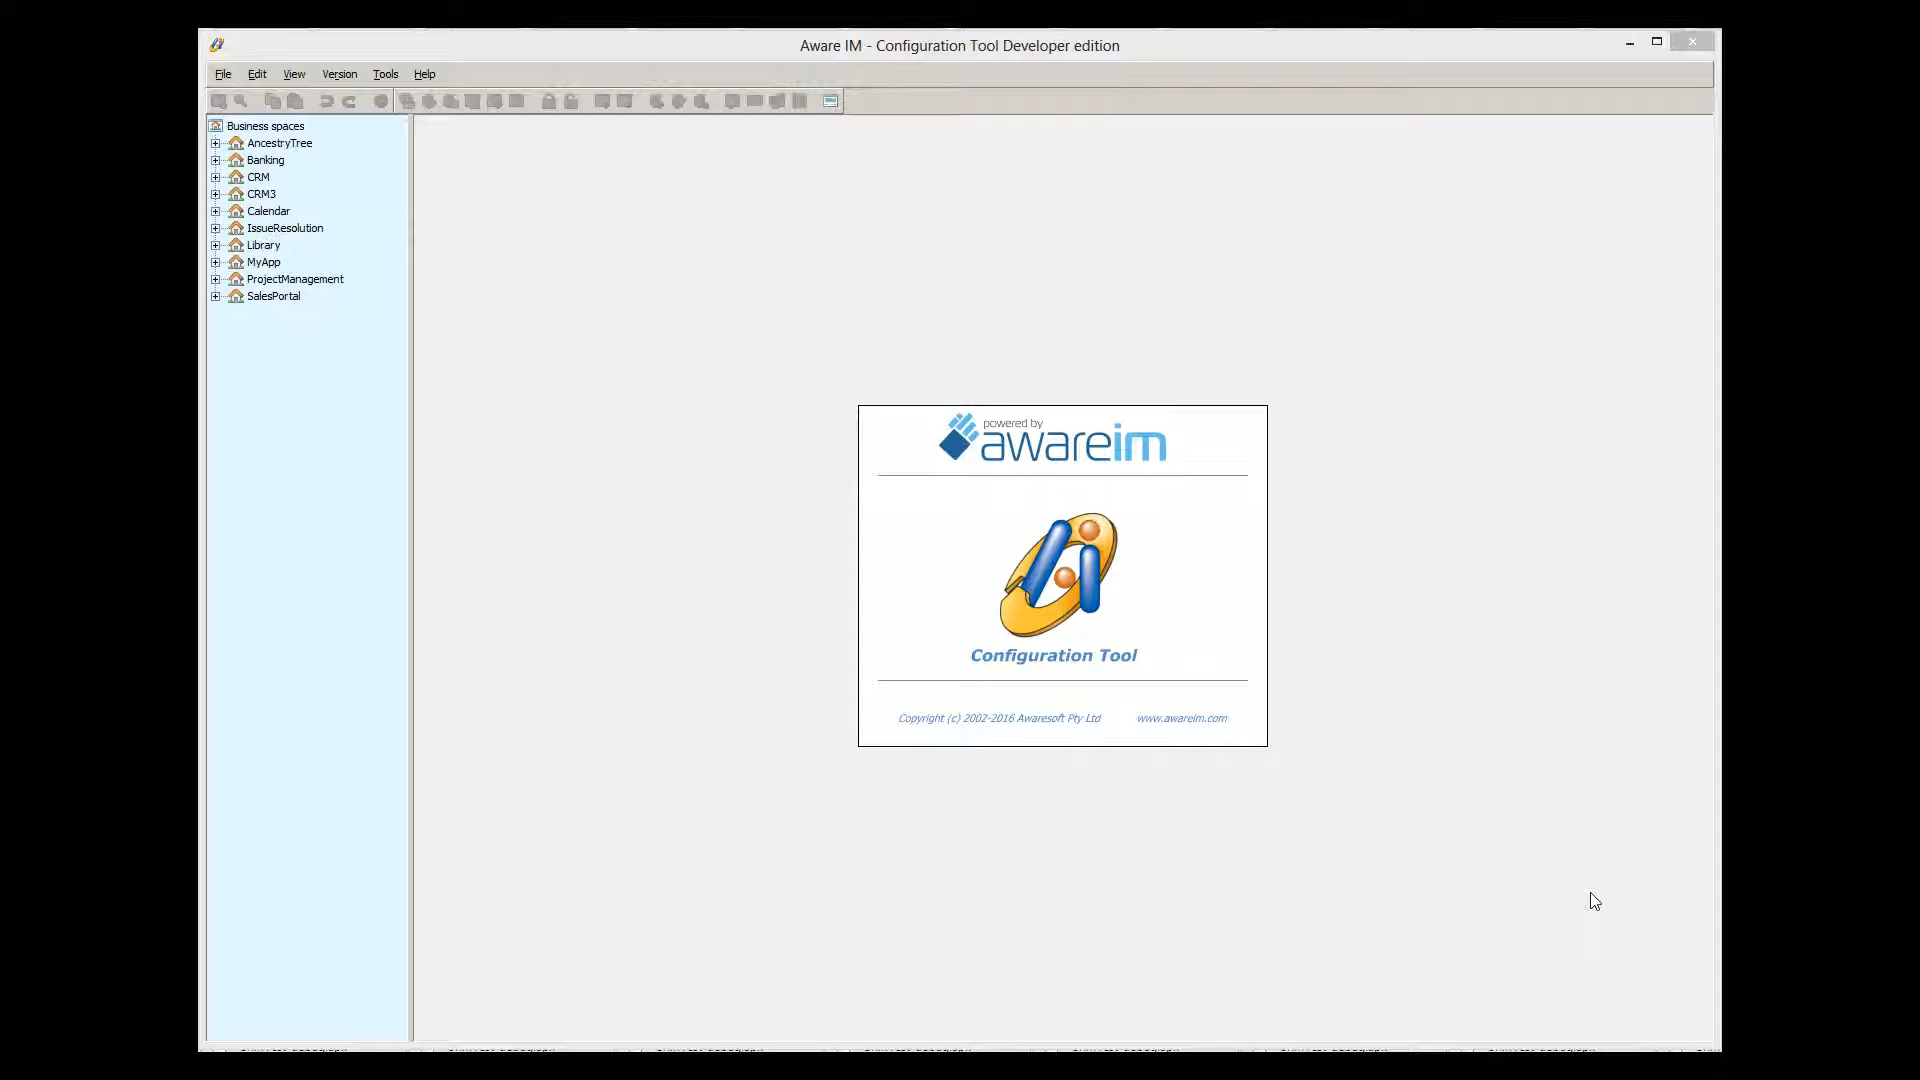 Aware IM - Configuration Tool Developer edition
File Edit View Version Tools Help
Business spaces
AncestryTree
Banking
CRM
CRM3
Calendar
IssueResolution
Library
MyApp
ProjectManagement
SalesPortal
powered by
awareim
Configuration Tool
Copyright (c) 2002-2016 Awaresoft Pty Ltd www.awareim.com